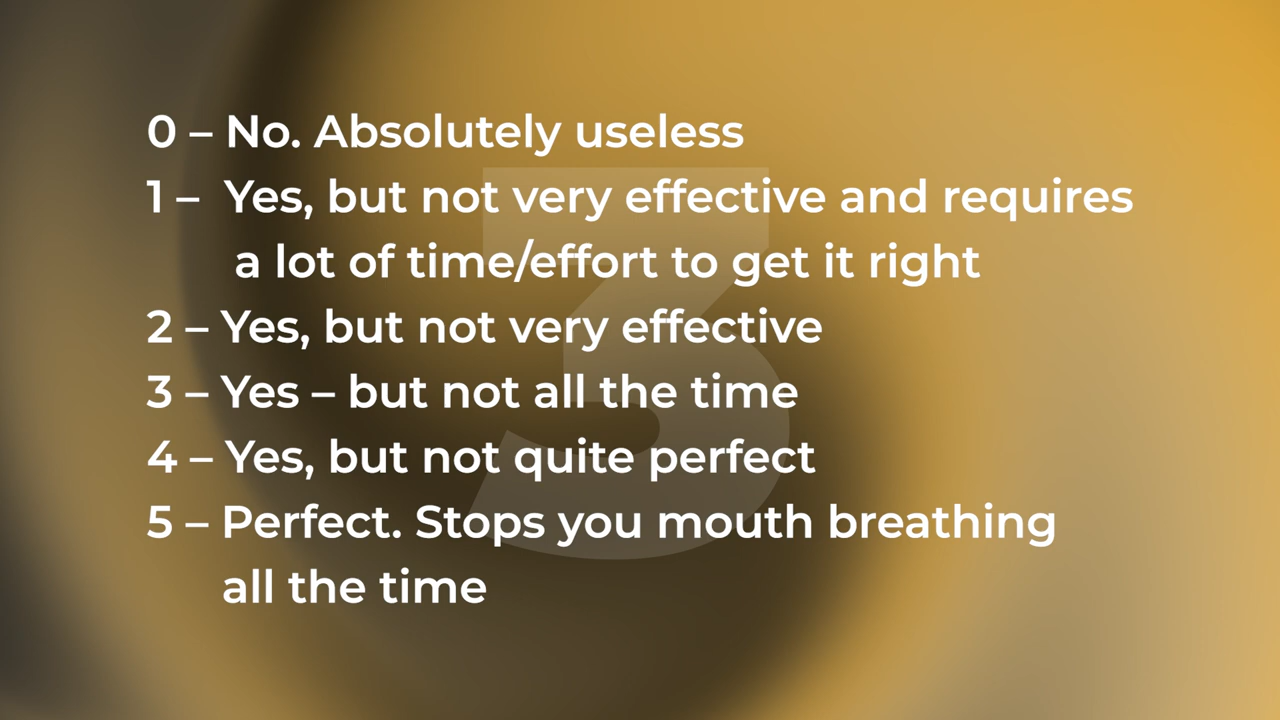 0 – No. Absolutely useless
1 – Yes, but not very effective and requires
a lot of time/effort to get it right
2 – Yes, but not very effective
3 – Yes – but not all the time
4 – Yes, but not quite perfect
5 – Perfect. Stops you mouth breathing
all the time
3